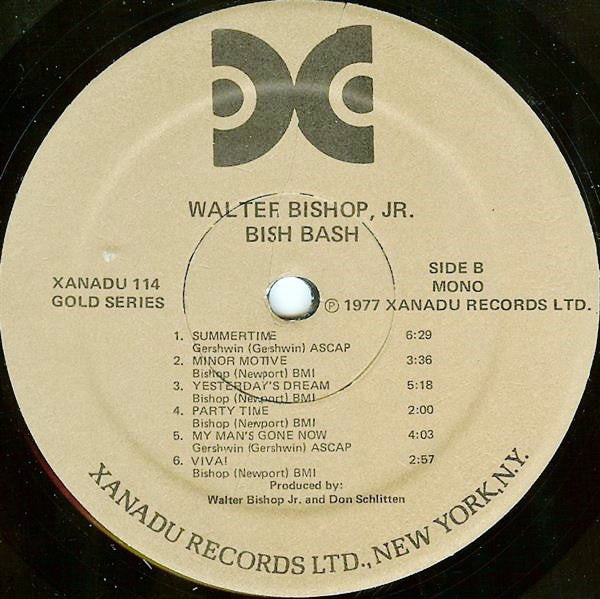 WALTER BISHOP, JR.
BISH BASH
XANADU 114
GOLD SERIES
SIDE B
MONO
℗ 1977 XANADU RECORDS LTD.
1. SUMMERTIME 6:29
Gershwin (Gershwin) ASCAP
2. MINOR MOTIVE 3:36
Bishop (Newport) BMI
3. YESTERDAY'S DREAM 5:18
Bishop (Newport) BMI
4. PARTY TIME 2:00
Bishop (Newport) BMI
5. MY MAN'S GONE NOW 4:03
Gershwin (Gershwin) ASCAP
6. VIVA! 2:57
Bishop (Newport) BMI
Produced by:
Walter Bishop Jr. and Don Schlitten
XANADU RECORDS LTD., NEW YORK, N.Y.